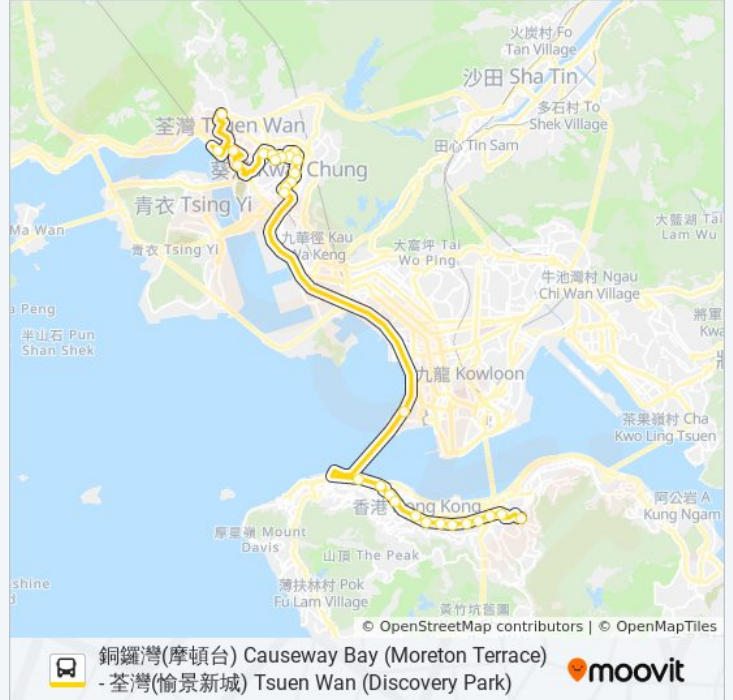 火炭村 Fo
Tan Village
沙田 Sha Tin
多石村 To
Shek Village
荃灣 Tsuen Wan
田心 Tin Sam
Kwai Chung
青衣 Tsing Yi
Ma Wan
青衣 Tsing Yi
九華徑 Kau
Wa Keng
大窩坪 Tai
Wo Ping
大藍湖 Tai
Lam Wu
牛池灣村 Ngau
Chi Wan Village
a Peng
半山石 Pun
Shan Shek
將軍
Kwa
九龍 Kowloon
茶果嶺村 Cha
Kwo Ling Tsuen
香港 Hong Kong
阿公岩 A
Kung Ngam
摩星嶺 Mount
Davis
山頂 The Peak
shine
d
薄扶林村 Pok
Fu Lam Village
黃竹坑舊圍
© OpenStreetMap contributors | © OpenMapTiles
銅鑼灣(摩頓台) Causeway Bay (Moreton Terrace)
- 荃灣(愉景新城) Tsuen Wan (Discovery Park)
moovit